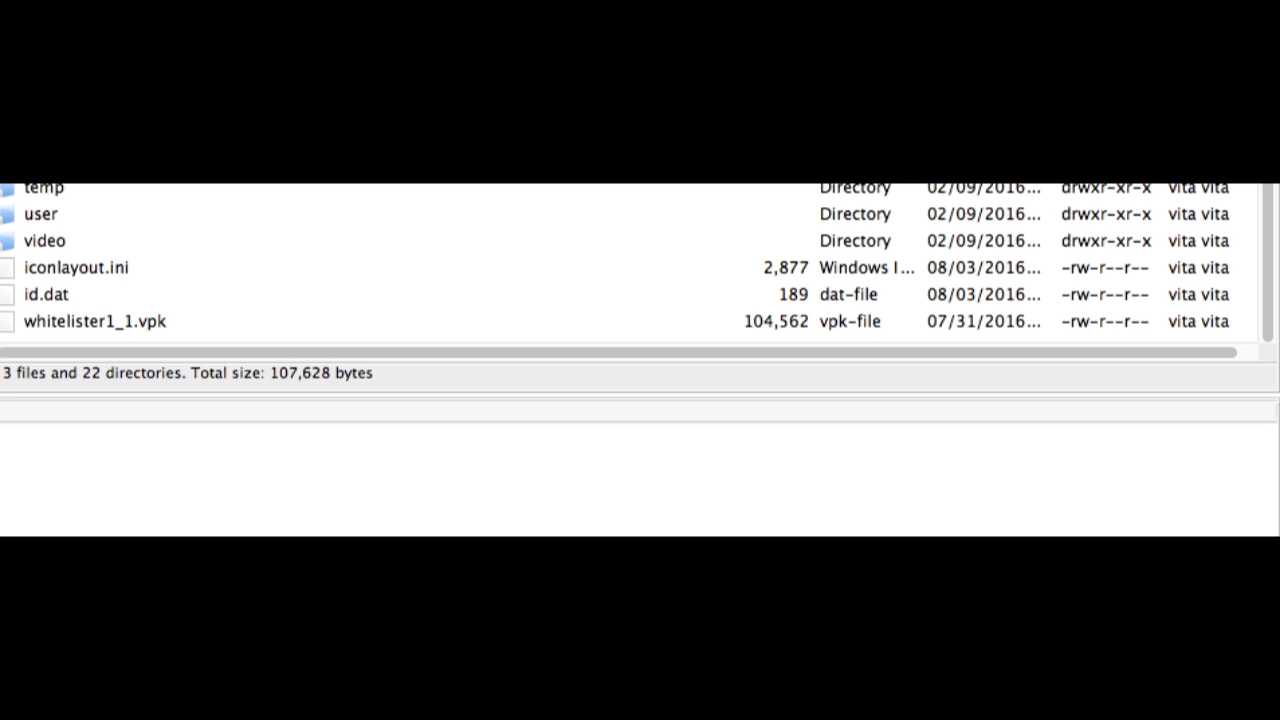 temp Directory 02/09/2016... drwxr-xr-x vita vita
user Directory 02/09/2016... drwxr-xr-x vita vita
video Directory 02/09/2016... drwxr-xr-x vita vita
iconlayout.ini 2,877 Windows I... 08/03/2016... -rw-r--r-- vita vita
id.dat 189 dat-file 08/03/2016... -rw-r--r-- vita vita
whitelister1_1.vpk 104,562 vpk-file 07/31/2016... -rw-r--r-- vita vita
3 files and 22 directories. Total size: 107,628 bytes